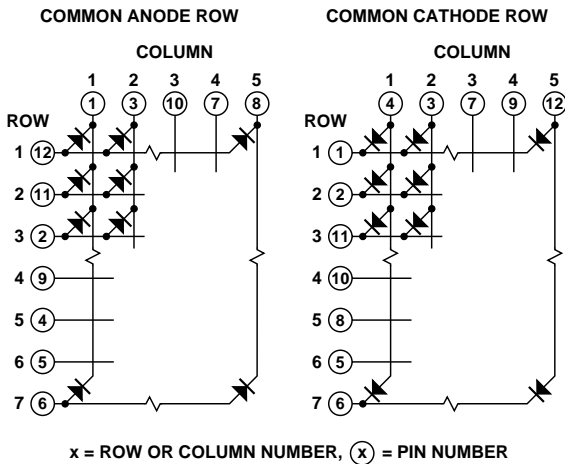 COMMON ANODE ROW
COLUMN
1 2 3 4 5
1 3 10 7 8
ROW
1 12
2 11
3 2
4 9
5 4
6 5
7 6
COMMON CATHODE ROW
COLUMN
1 2 3 4 5
4 3 7 9 12
ROW
1 1
2 2
3 11
4 10
5 8
6 5
7 6
x = ROW OR COLUMN NUMBER, x = PIN NUMBER